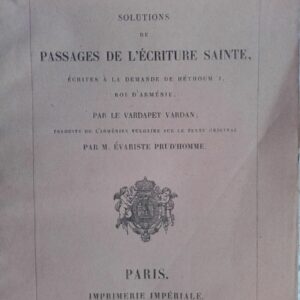 SOLUTIONS
DE
PASSAGES DE L'ÉCRITURE SAINTE,
ÉCRITES À LA DEMANDE DE HÉTHOUM I,
ROI D'ARMÉNIE,
PAR LE VARDAPET VARDAN;
TRADUITS DE L'ARMÉNIEN VULGAIRE SUR LE TEXTE ORIGINAL
PAR M. ÉVARISTE PRUD'HOMME.
PARIS,
IMPRIMERIE IMPÉRIALE.